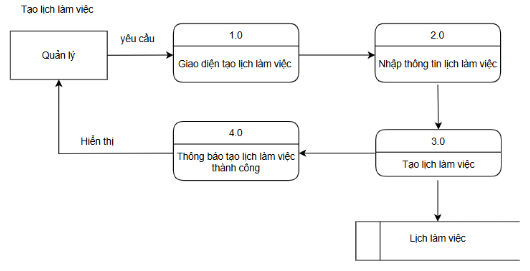 Tạo lịch làm việc
Quản lý
yêu cầu
1.0
Giao diện tạo lịch làm việc
2.0
Nhập thông tin lịch làm việc
3.0
Tạo lịch làm việc
4.0
Thông báo tạo lịch làm việc
thành công
Hiển thị
Lịch làm việc